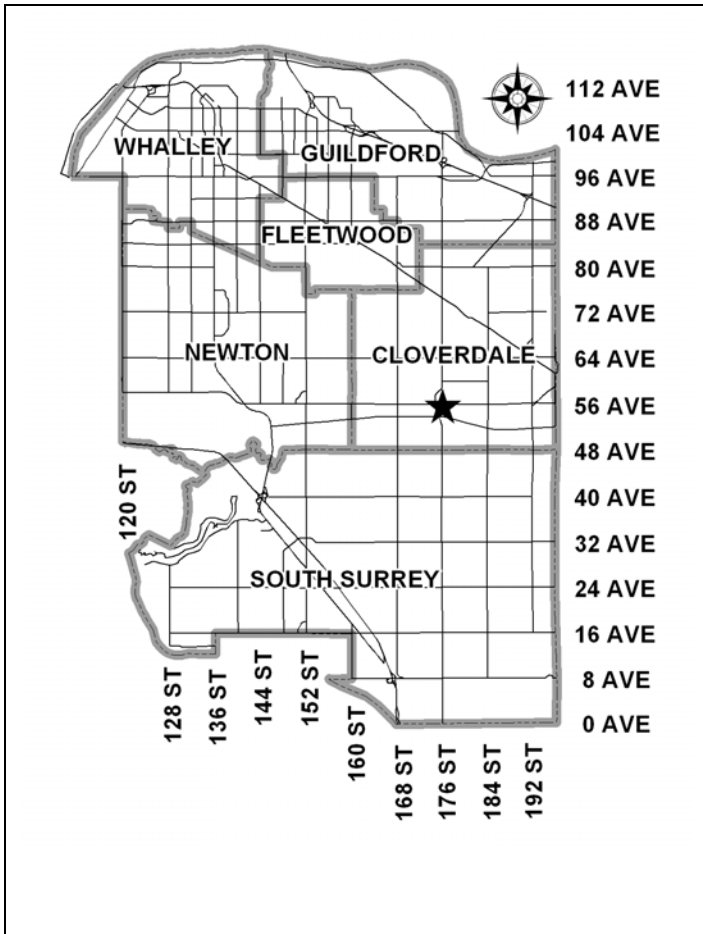 112 AVE
104 AVE
WHALLEY
GUILDFORD
96 AVE
88 AVE
FLEETWOOD
80 AVE
72 AVE
NEWTON
CLOVERDALE
64 AVE
56 AVE
48 AVE
120 ST
40 AVE
32 AVE
SOUTH SURREY
24 AVE
16 AVE
8 AVE
0 AVE
128 ST
136 ST
144 ST
152 ST
160 ST
168 ST
176 ST
184 ST
192 ST